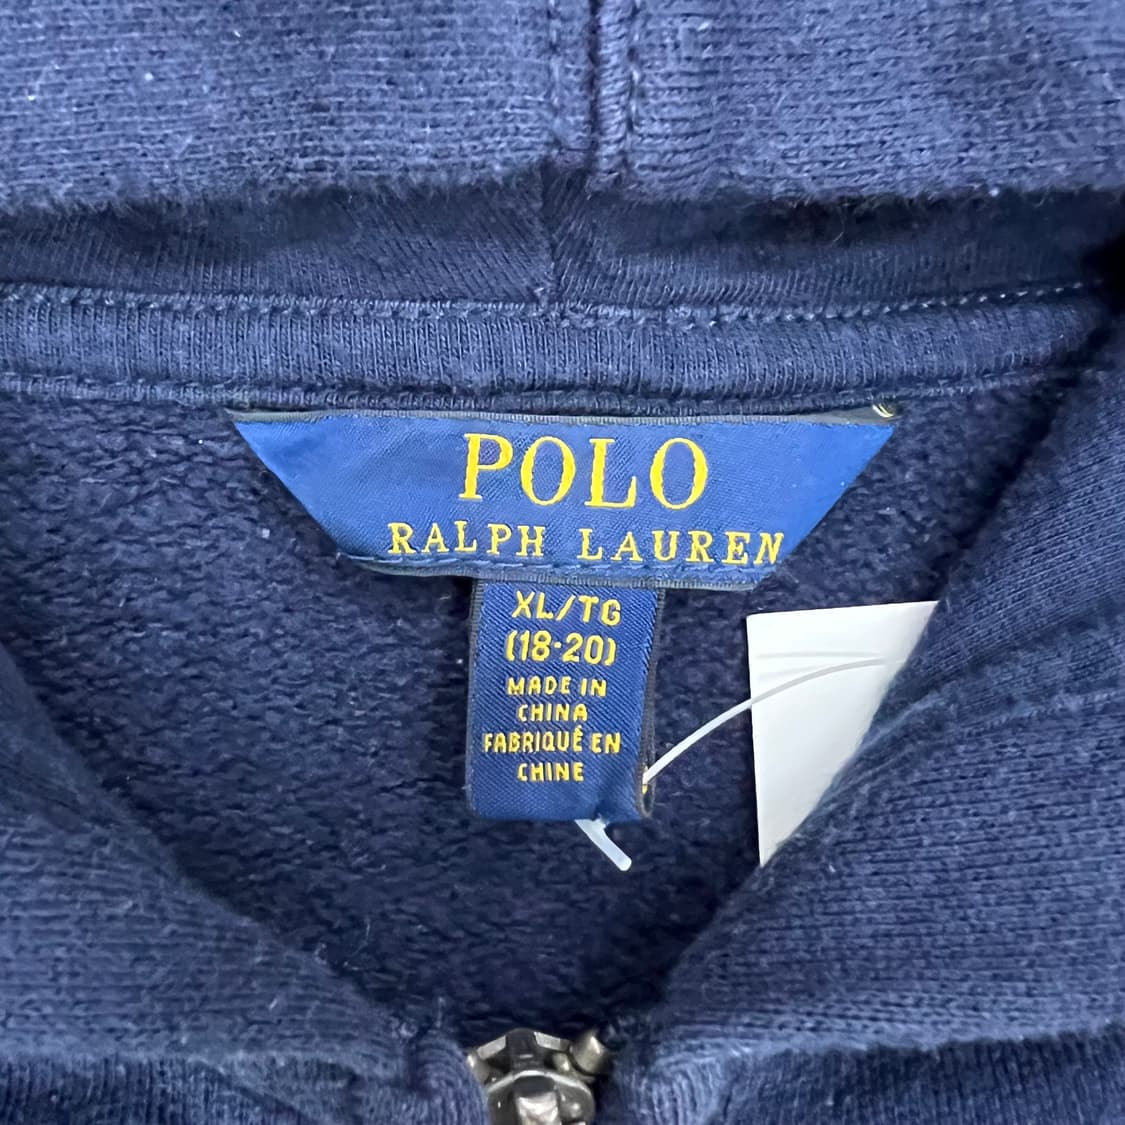 POLO
RALPH LAUREN
XL/TG
(18-20)
MADE IN
CHINA
FABRIQUÉ EN
CHINE